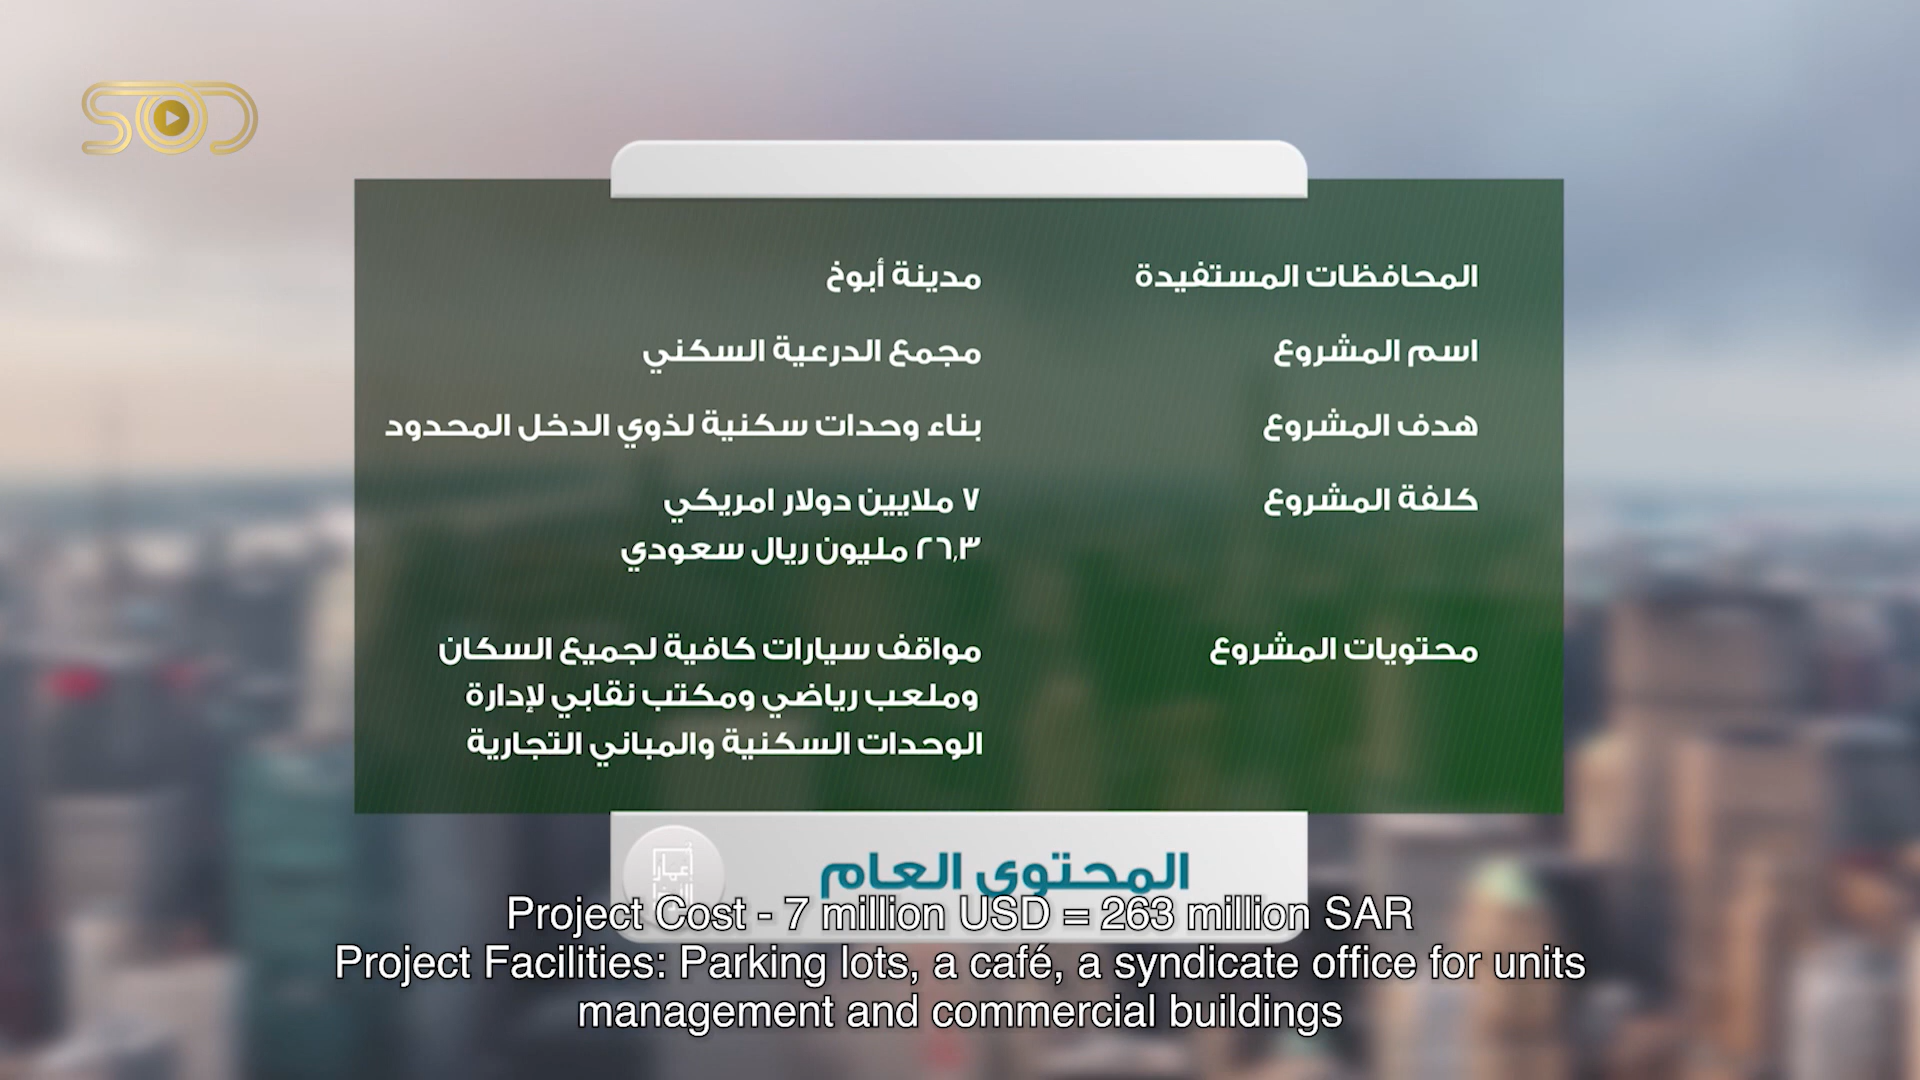 SOD
المحافظات المستفيدة مدينة أبوخ
اسم المشروع مجمع الدرعية السكني
هدف المشروع بناء وحدات سكنية لذوي الدخل المحدود
كلفة المشروع ٧ ملايين دولار امريكي
٢٦,٣ مليون ريال سعودي
محتويات المشروع مواقف سيارات كافية لجميع السكان
وملعب رياضي ومكتب نقابي لإدارة
الوحدات السكنية والمباني التجارية
المحتوى العام
Project Cost - 7 million USD = 263 million SAR
Project Facilities: Parking lots, a café, a syndicate office for units
management and commercial buildings